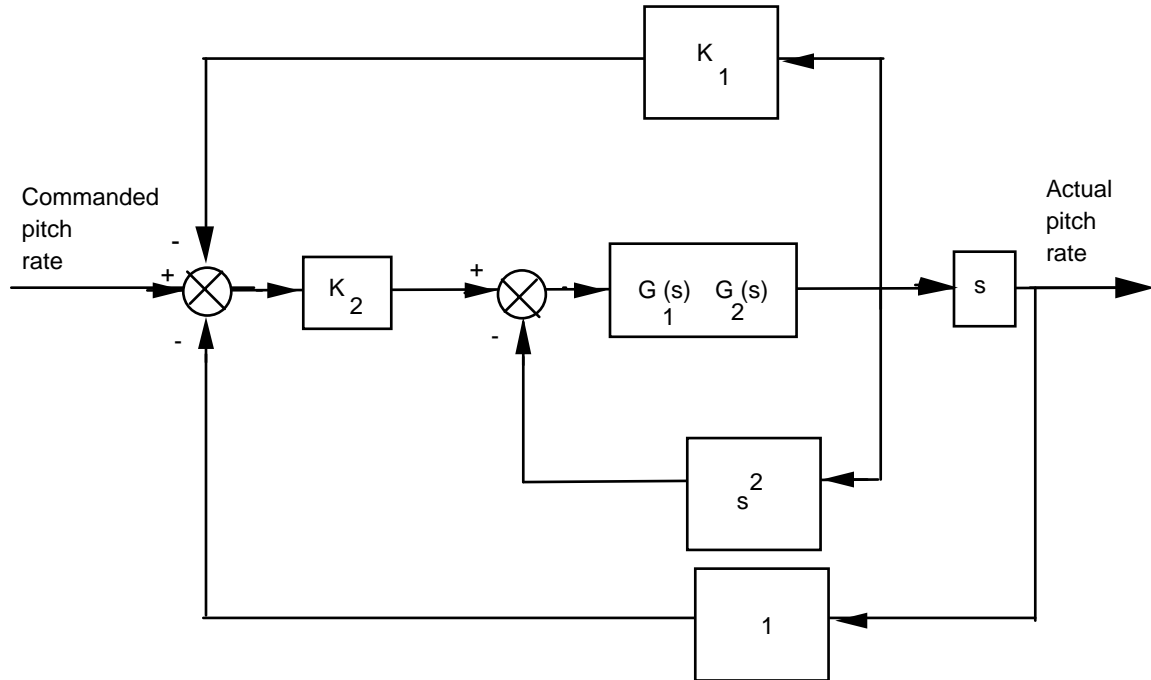 K
1
Commanded
pitch
rate
Actual
pitch
rate
-
+
-
K
2
+
-
G (s) G (s)
1 2
s
2
s
1